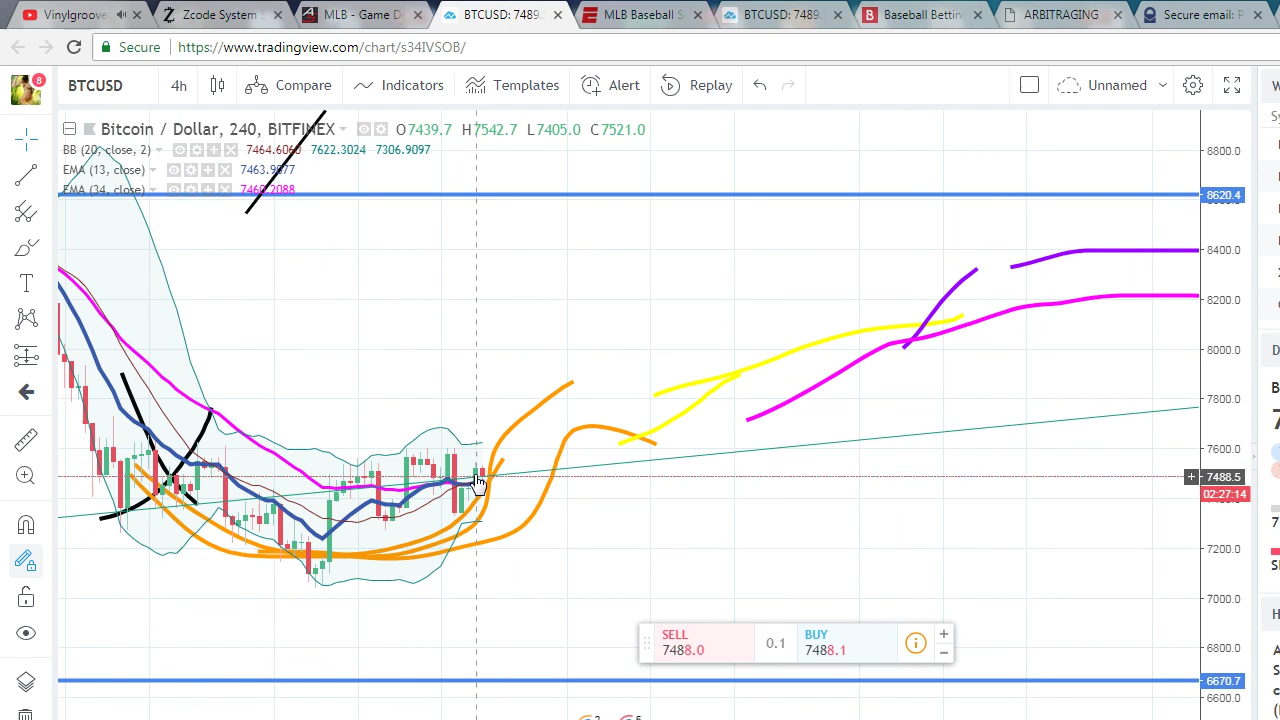 Vinylgroove
Zcode System
MLB - Game D
BTCUSD: 7489.
MLB Baseball S
BTCUSD: 7489.
Baseball Bettin
ARBITRAGING
Secure email: P
Secure https://www.tradingview.com/chart/s34IVSOB/
8
BTCUSD 4h Compare Indicators Templates Alert Replay Unnamed
Bitcoin / Dollar, 240, BITFINEX O7439.7 H7542.7 L7405.0 C7521.0
BB (20, close, 2) 7464.6060 7622.3024 7306.9097
EMA (13, close) 7463.9077
EMA (34, close) 7460.2088
8800.0
8620.4
8400.0
8200.0
8000.0
7800.0
7600.0
7488.5
02:27:14
7200.0
7000.0
6800.0
6670.7
6600.0
SELL
7488.0
0.1
BUY
7488.1